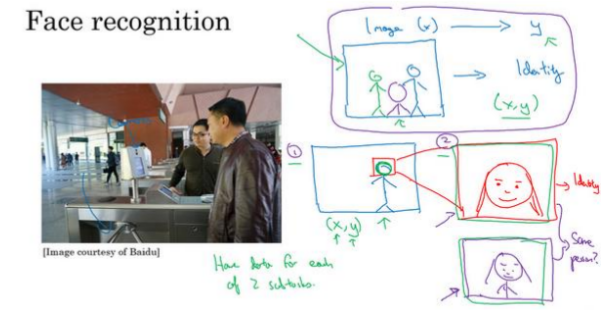 Face recognition
Image (x) → y
Identity
(x, y)
1
2
(x, y)
→ Identity
Same person?
[Image courtesy of Baidu]
Have data for each
of 2 subtasks.